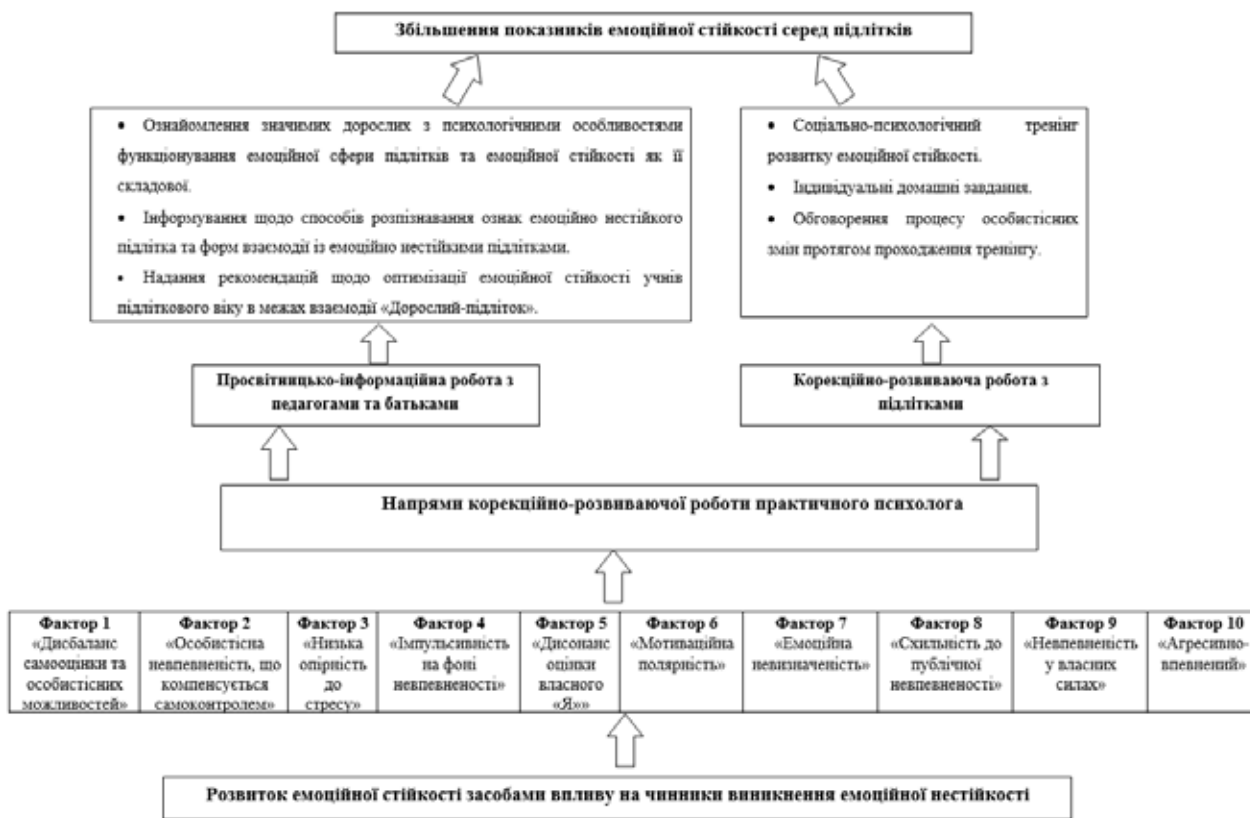 Збільшення показників емоційної стійкості серед підлітків
• Ознайомлення значимих дорослих з психологічними особливостями
функціонування емоційної сфери підлітків та емоційної стійкості як її
складової.
• Інформування щодо способів розпізнавання ознак емоційно нестійкого
підлітка та форм взаємодії із емоційно нестійкими підлітками.
• Надання рекомендацій щодо оптимізації емоційної стійкості учнів
підліткового віку в межах взаємодії «Дорослий-підліток».
• Соціально-психологічний тренінг
розвитку емоційної стійкості.
• Індивідуальні домашні завдання.
• Обговорення процесу особистісних
змін протягом проходження тренінгу.
Просвітницько-інформаційна робота з
педагогами та батьками
Корекційно-розвиваюча робота з
підлітками
Напрями корекційно-розвиваючої роботи практичного психолога
Фактор 1
«Дисбаланс
самооцінки та
особистісних
можливостей»
Фактор 2
«Особистісна
невпевненість, що
компенсується
самоконтролем»
Фактор 3
«Низька
опірність
до
стресу»
Фактор 4
«Імпульсивність
на фоні
невпевненості»
Фактор 5
«Дисонанс
оцінки
власного
«Я»»
Фактор 6
«Мотиваційна
полярність»
Фактор 7
«Емоційна
невизначеність»
Фактор 8
«Схильність до
публічної
невпевненості»
Фактор 9
«Невпевненість
у власних
силах»
Фактор 10
«Агресивно-
впевнений»
Розвиток емоційної стійкості засобами впливу на чинники виникнення емоційної нестійкості